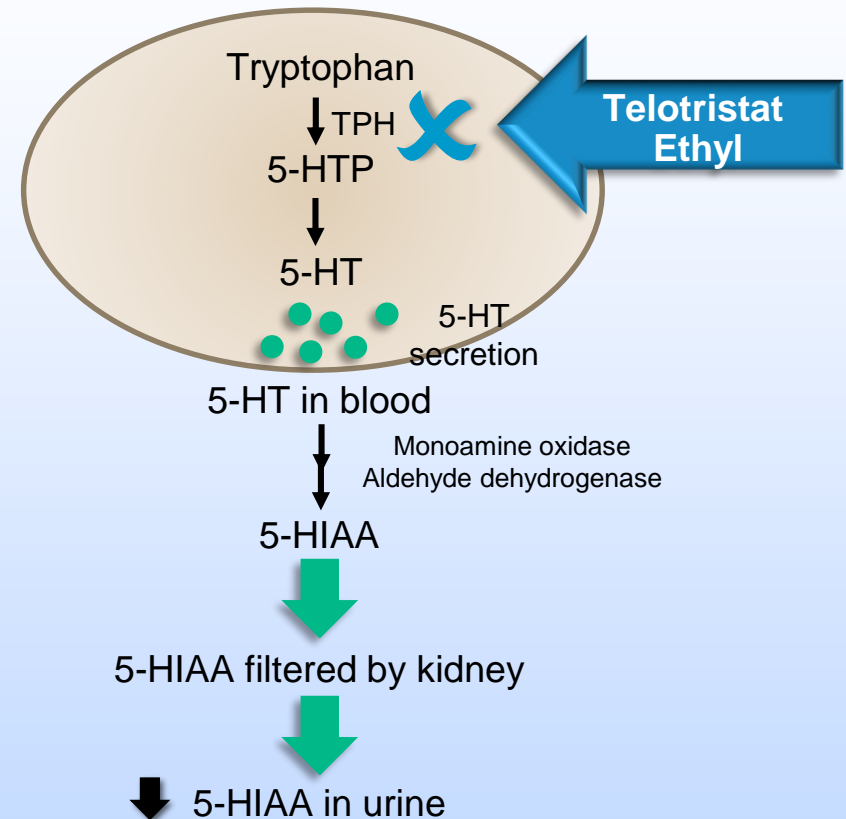 Tryptophan
TPH
Telotristat
Ethyl
5-HTP
5-HT
5-HT
secretion
5-HT in blood
Monoamine oxidase
Aldehyde dehydrogenase
5-HIAA
5-HIAA filtered by kidney
5-HIAA in urine